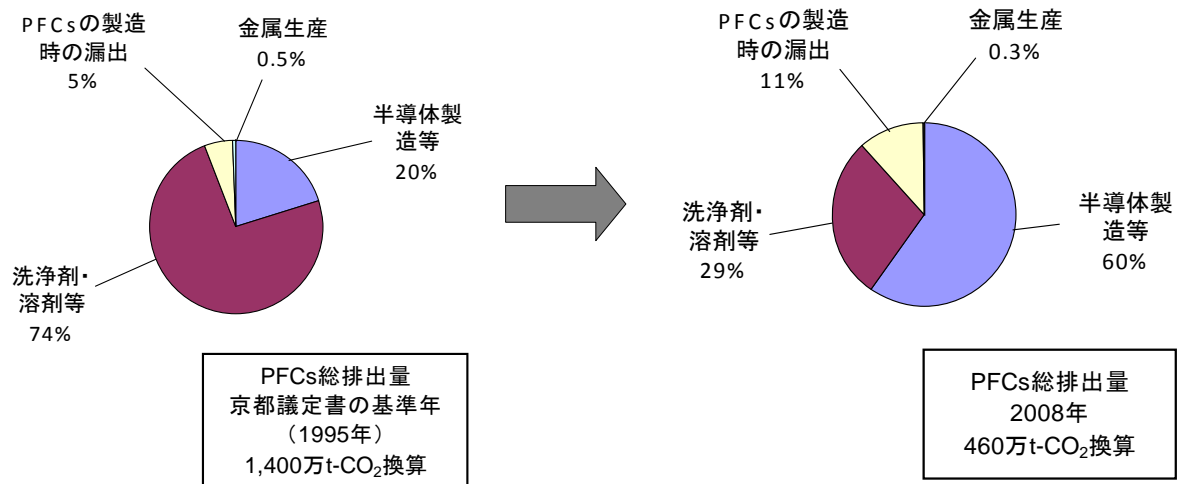 PFCsの製造
時の漏出
5%
金属生産
0.5%
半導体製
造等
20%
洗浄剤・
溶剤等
74%
PFCs総排出量
京都議定書の基準年
（1995年）
1,400万t-CO₂換算
PFCsの製造
時の漏出
11%
金属生産
0.3%
洗浄剤・
溶剤等
29%
半導体製
造等
60%
PFCs総排出量
2008年
460万t-CO₂換算